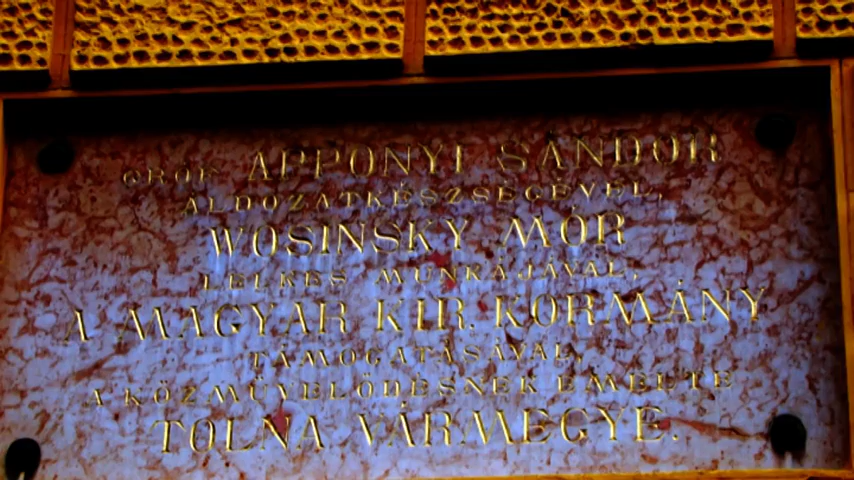 GRÓF APPONYI SÁNDOR
ÁLDOZATKÉSZSÉGÉVEL,
WOSINSKY MÓR
LELKES MUNKÁJÁVAL,
A MAGYAR KIR. KORMÁNY
TÁMOGATÁSÁVAL,
A KÖZMŰVELŐDÉSNEK EMELTE
TOLNA VÁRMEGYE.